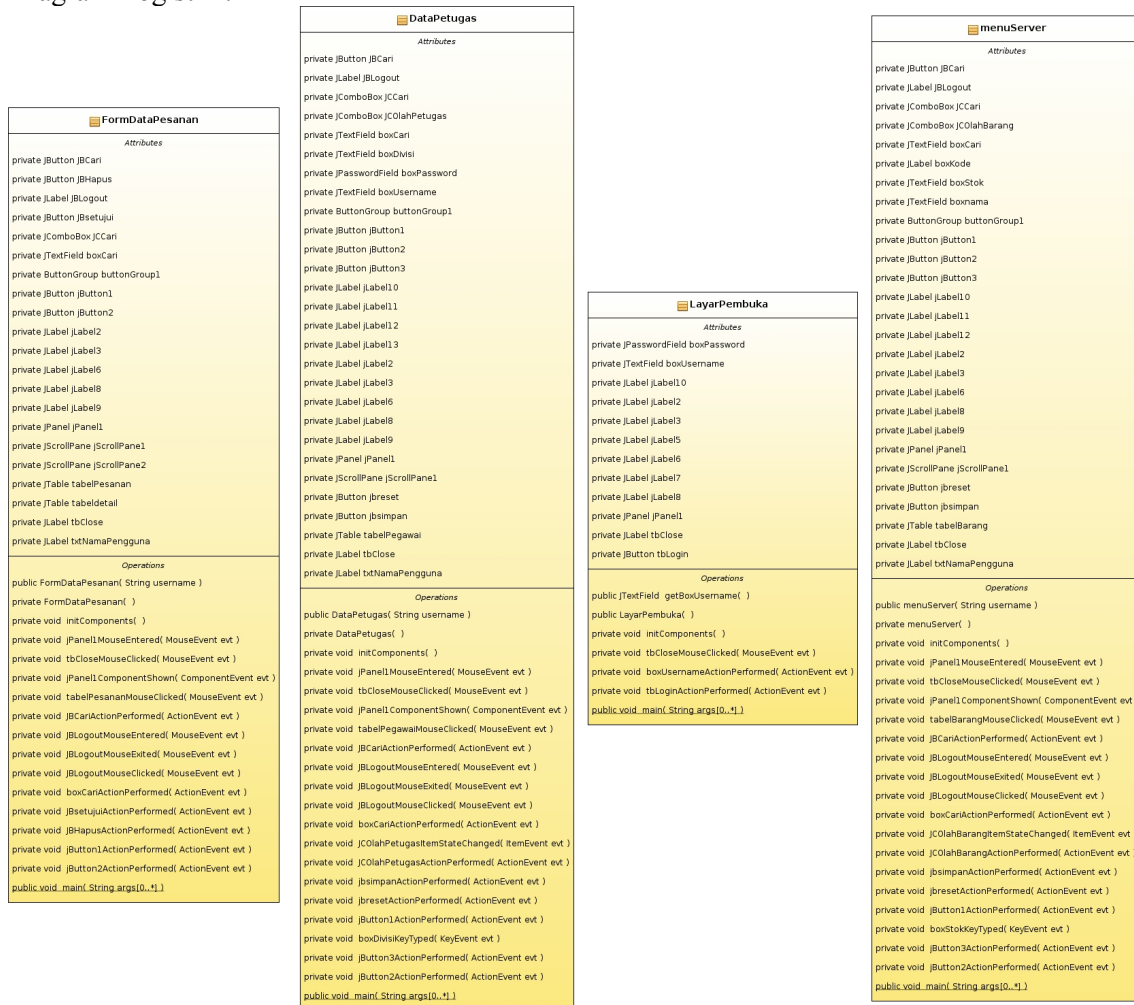 FormDataPesanan
Attributes
private JButton JBCari
private JButton JBHapus
private JLabel JBLogout
private JButton JBsetujui
private JComboBox JCCari
private JTextField boxCari
private ButtonGroup buttonGroup1
private JButton jButton1
private JButton jButton2
private JLabel jLabel2
private JLabel jLabel3
private JLabel jLabel6
private JLabel jLabel8
private JLabel jLabel9
private JPanel jPanel1
private JScrollPane jScrollPane1
private JScrollPane jScrollPane2
private JTable tabelPesanan
private JTable tabeldetail
private JLabel tbClose
private JLabel txtNamaPengguna
Operations
public FormDataPesanan( String username )
private FormDataPesanan( )
private void initComponents( )
private void jPanel1MouseEntered( MouseEvent evt )
private void tbCloseMouseClicked( MouseEvent evt )
private void jPanel1ComponentShown( ComponentEvent evt )
private void tabelPesananMouseClicked( MouseEvent evt )
private void JBCariActionPerformed( ActionEvent evt )
private void JBLogoutMouseEntered( MouseEvent evt )
private void JBLogoutMouseExited( MouseEvent evt )
private void JBLogoutMouseClicked( MouseEvent evt )
private void boxCariActionPerformed( ActionEvent evt )
private void JBsetujuiActionPerformed( ActionEvent evt )
private void JBHapusActionPerformed( ActionEvent evt )
private void jButton1ActionPerformed( ActionEvent evt )
private void jButton2ActionPerformed( ActionEvent evt )
public void main( String args[0..*] )
DataPetugas
Attributes
private JButton JBCari
private JLabel JBLogout
private JComboBox JCCari
private JComboBox JCOlahPetugas
private JTextField boxCari
private JTextField boxDivisi
private JPasswordField boxPassword
private JTextField boxUsername
private ButtonGroup buttonGroup1
private JButton jButton1
private JButton jButton2
private JButton jButton3
private JLabel jLabel10
private JLabel jLabel11
private JLabel jLabel12
private JLabel jLabel13
private JLabel jLabel2
private JLabel jLabel3
private JLabel jLabel6
private JLabel jLabel8
private JLabel jLabel9
private JPanel jPanel1
private JScrollPane jScrollPane1
private JButton jbreset
private JButton jbsimpan
private JTable tabelPegawai
private JLabel tbClose
private JLabel txtNamaPengguna
Operations
public DataPetugas( String username )
private DataPetugas( )
private void initComponents( )
private void jPanel1MouseEntered( MouseEvent evt )
private void tbCloseMouseClicked( MouseEvent evt )
private void jPanel1ComponentShown( ComponentEvent evt )
private void tabelPegawaiMouseClicked( MouseEvent evt )
private void JBCariActionPerformed( ActionEvent evt )
private void JBLogoutMouseEntered( MouseEvent evt )
private void JBLogoutMouseExited( MouseEvent evt )
private void JBLogoutMouseClicked( MouseEvent evt )
private void boxCariActionPerformed( ActionEvent evt )
private void JCOlahPetugasItemStateChanged( ItemEvent evt )
private void JCOlahPetugasActionPerformed( ActionEvent evt )
private void jbsimpanActionPerformed( ActionEvent evt )
private void jbresetActionPerformed( ActionEvent evt )
private void jButton1ActionPerformed( ActionEvent evt )
private void boxDivisiKeyTyped( KeyEvent evt )
private void jButton3ActionPerformed( ActionEvent evt )
private void jButton2ActionPerformed( ActionEvent evt )
public void main( String args[0..*] )
LayarPembuka
Attributes
private JPasswordField boxPassword
private JTextField boxUsername
private JLabel jLabel10
private JLabel jLabel2
private JLabel jLabel3
private JLabel jLabel5
private JLabel jLabel6
private JLabel jLabel7
private JLabel jLabel8
private JPanel jPanel1
private JLabel tbClose
private JButton tbLogin
Operations
public JTextField getBoxUsername( )
public LayarPembuka( )
private void initComponents( )
private void tbCloseMouseClicked( MouseEvent evt )
private void boxUsernameActionPerformed( ActionEvent evt )
private void tbLoginActionPerformed( ActionEvent evt )
public void main( String args[0..*] )
menuServer
Attributes
private JButton JBCari
private JLabel JBLogout
private JComboBox JCCari
private JComboBox JCOlahBarang
private JTextField boxCari
private JLabel boxKode
private JTextField boxStok
private JTextField boxnama
private ButtonGroup buttonGroup1
private JButton jButton1
private JButton jButton2
private JButton jButton3
private JLabel jLabel10
private JLabel jLabel11
private JLabel jLabel12
private JLabel jLabel2
private JLabel jLabel3
private JLabel jLabel6
private JLabel jLabel8
private JLabel jLabel9
private JPanel jPanel1
private JScrollPane jScrollPane1
private JButton jbreset
private JButton jbsimpan
private JTable tabelBarang
private JLabel tbClose
private JLabel txtNamaPengguna
Operations
public menuServer( String username )
private menuServer( )
private void initComponents( )
private void jPanel1MouseEntered( MouseEvent evt )
private void tbCloseMouseClicked( MouseEvent evt )
private void jPanel1ComponentShown( ComponentEvent evt
private void tabelBarangMouseClicked( MouseEvent evt )
private void JBCariActionPerformed( ActionEvent evt )
private void JBLogoutMouseEntered( MouseEvent evt )
private void JBLogoutMouseExited( MouseEvent evt )
private void JBLogoutMouseClicked( MouseEvent evt )
private void boxCariActionPerformed( ActionEvent evt )
private void JCOlahBarangItemStateChanged( ItemEvent evt )
private void JCOlahBarangActionPerformed( ActionEvent evt
private void jbsimpanActionPerformed( ActionEvent evt )
private void jbresetActionPerformed( ActionEvent evt )
private void jButton1ActionPerformed( ActionEvent evt )
private void boxStokKeyTyped( KeyEvent evt )
private void jButton3ActionPerformed( ActionEvent evt )
private void jButton2ActionPerformed( ActionEvent evt )
public void main( String args[0..*] )